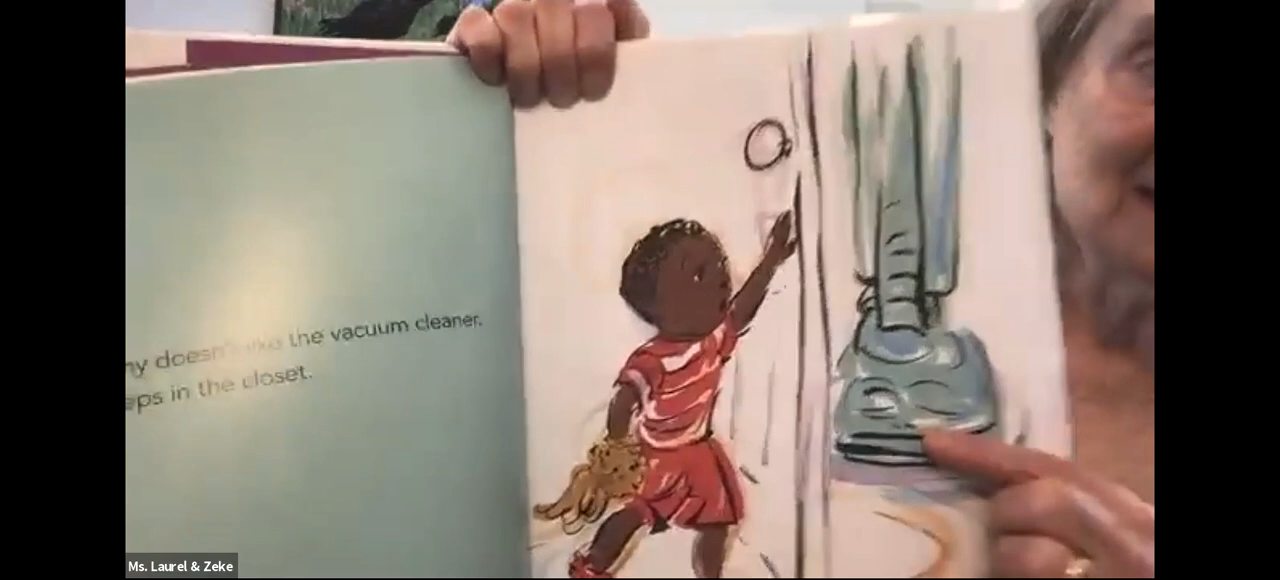 doesn't like the vacuum cleaner.
in the closet.
Ms. Laurel & Zeke